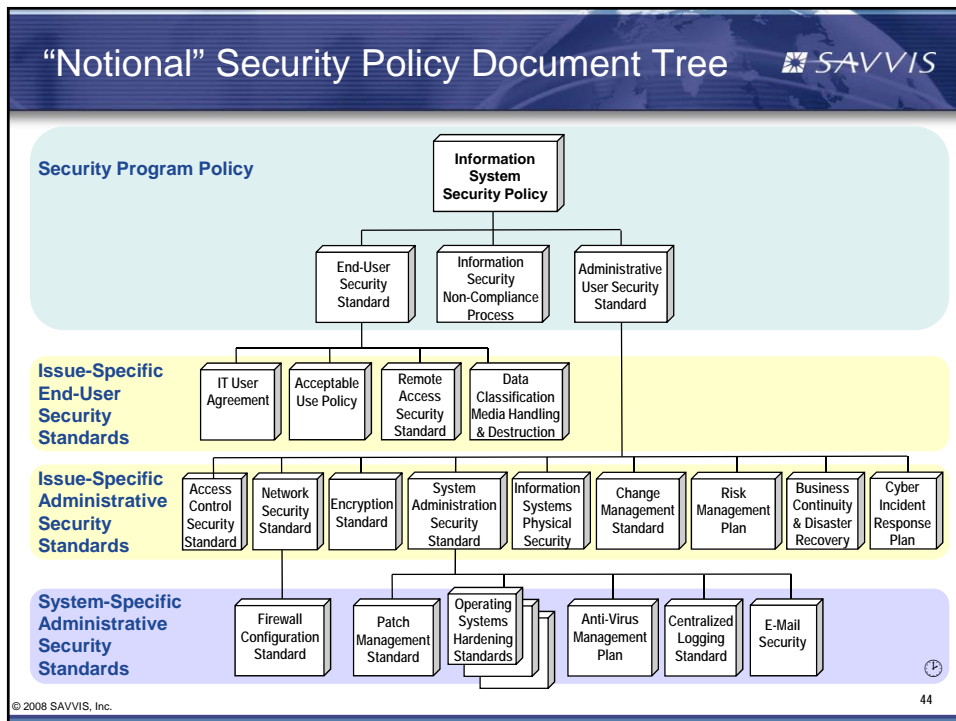 “Notional” Security Policy Document Tree
SAVVIS
Security Program Policy
Information
System
Security Policy
End-User
Security
Standard
Information
Security
Non-Compliance
Process
Administrative
User Security
Standard
Issue-Specific
End-User
Security
Standards
IT User
Agreement
Acceptable
Use Policy
Remote
Access
Security
Standard
Data
Classification
Media Handling
& Destruction
Issue-Specific
Administrative
Security
Standards
Access
Control
Security
Standard
Network
Security
Standard
Encryption
Standard
System
Administration
Security
Standard
Information
Systems
Physical
Security
Change
Management
Standard
Risk
Management
Plan
Business
Continuity
& Disaster
Recovery
Cyber
Incident
Response
Plan
System-Specific
Administrative
Security
Standards
Firewall
Configuration
Standard
Patch
Management
Standard
Operating
Systems
Hardening
Standards
Anti-Virus
Management
Plan
Centralized
Logging
Standard
E-Mail
Security
© 2008 SAVVIS, Inc.
44